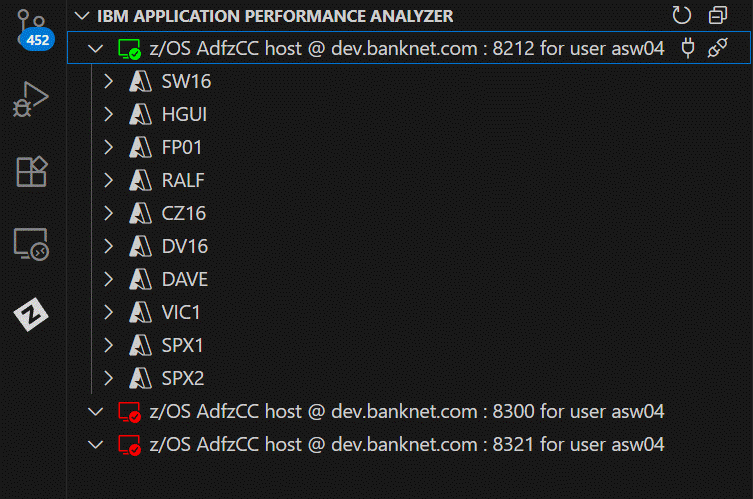 IBM APPLICATION PERFORMANCE ANALYZER
452
z/OS AdfzCC host @ dev.banknet.com : 8212 for user asw04
SW16
HGUI
FP01
RALF
CZ16
DV16
DAVE
VIC1
SPX1
SPX2
z/OS AdfzCC host @ dev.banknet.com : 8300 for user asw04
z/OS AdfzCC host @ dev.banknet.com : 8321 for user asw04
Z